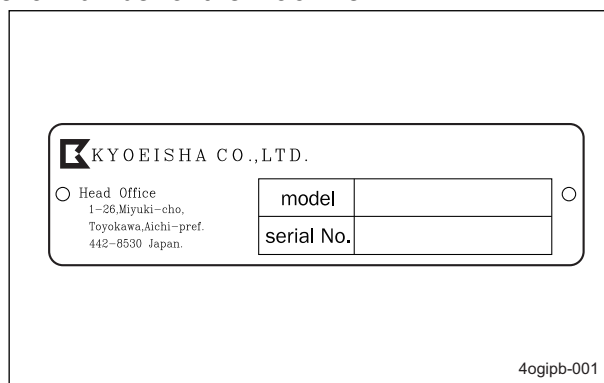 KYOEISHA CO.,LTD.
Head Office
1-26,Miyuki-cho,
Toyokawa,Aichi-pref.
442-8530 Japan.
model
serial No.
4ogipb-001